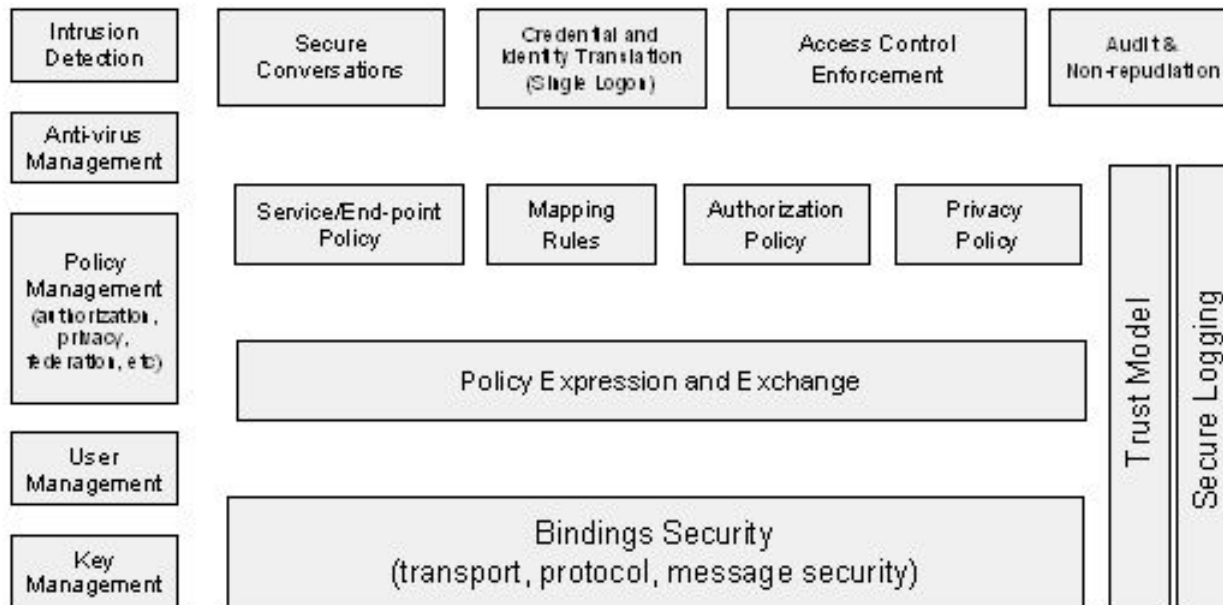 Intrusion
Detection
Secure
Conversations
Credential and
Identity Translation
(Single Logon)
Access Control
Enforcement
Audit &
Non-repudiation
Anti-virus
Management
Service/End-point
Policy
Mapping
Rules
Authorization
Policy
Privacy
Policy
Policy
Management
(authorization,
privacy,
federation, etc)
Policy Expression and Exchange
Trust Model
Secure Logging
User
Management
Bindings Security
(transport, protocol, message security)
Key
Management